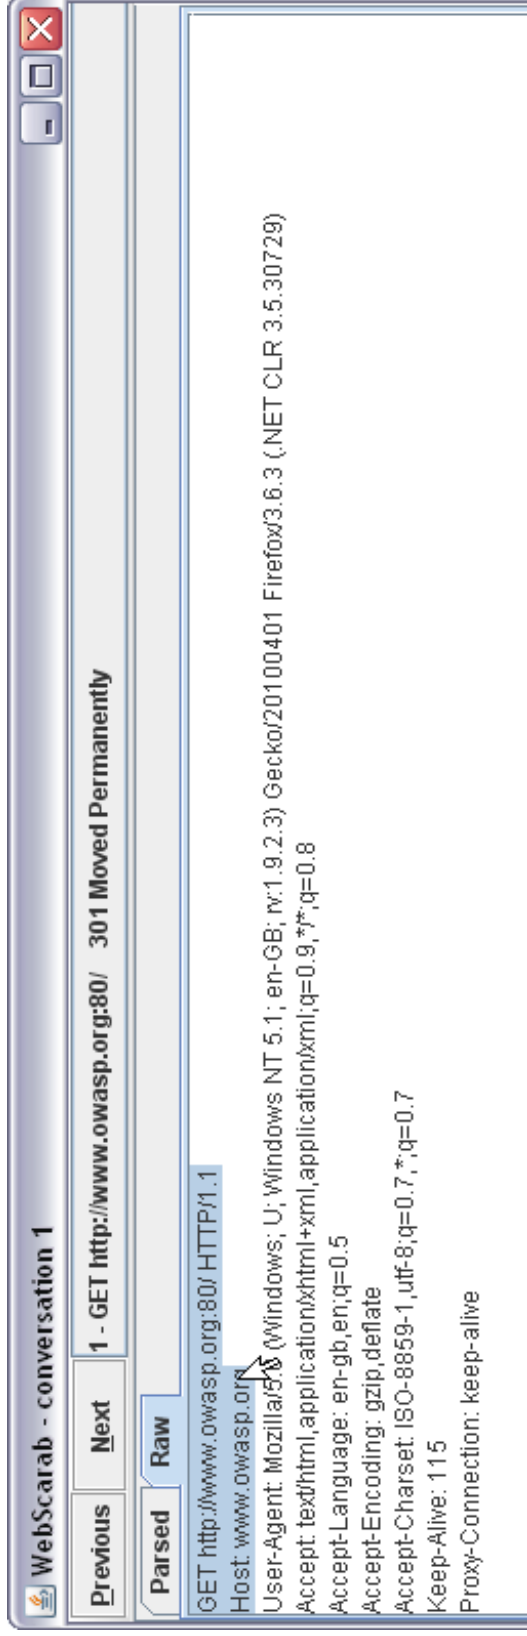 WebScarab - conversation 1
Previous Next 1 - GET http://www.owasp.org:80/ 301 Moved Permanently
Parsed Raw
GET http://www.owasp.org:80/ HTTP/1.1
Host: www.owasp.org
User-Agent: Mozilla/5.0 (Windows; U; Windows NT 5.1; en-GB; rv:1.9.2.3) Gecko/20100401 Firefox/3.6.3 (.NET CLR 3.5.30729)
Accept: text/html,application/xhtml+xml,application/xml;q=0.9,*/*;q=0.8
Accept-Language: en-gb,en;q=0.5
Accept-Encoding: gzip,deflate
Accept-Charset: ISO-8859-1,utf-8;q=0.7,*;q=0.7
Keep-Alive: 115
Proxy-Connection: keep-alive